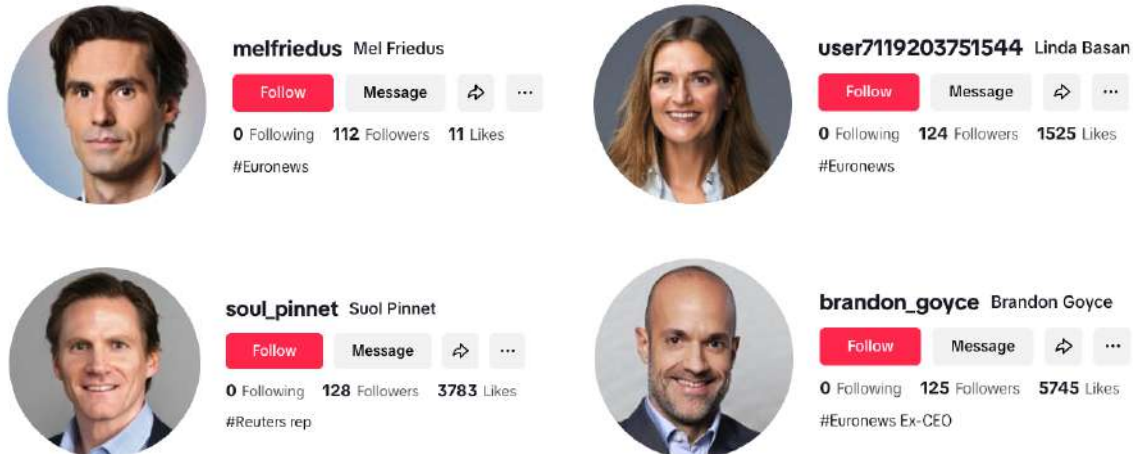 melfriedus Mel Friedus
Follow Message ...
0 Following 112 Followers 11 Likes
#Euronews
user7119203751544 Linda Basan
Follow Message ...
0 Following 124 Followers 1525 Likes
#Euronews
soul_pinnet Suol Pinnet
Follow Message ...
0 Following 128 Followers 3783 Likes
#Reuters rep
brandon_goyce Brandon Goyce
Follow Message ...
0 Following 125 Followers 5745 Likes
#Euronews Ex-CEO